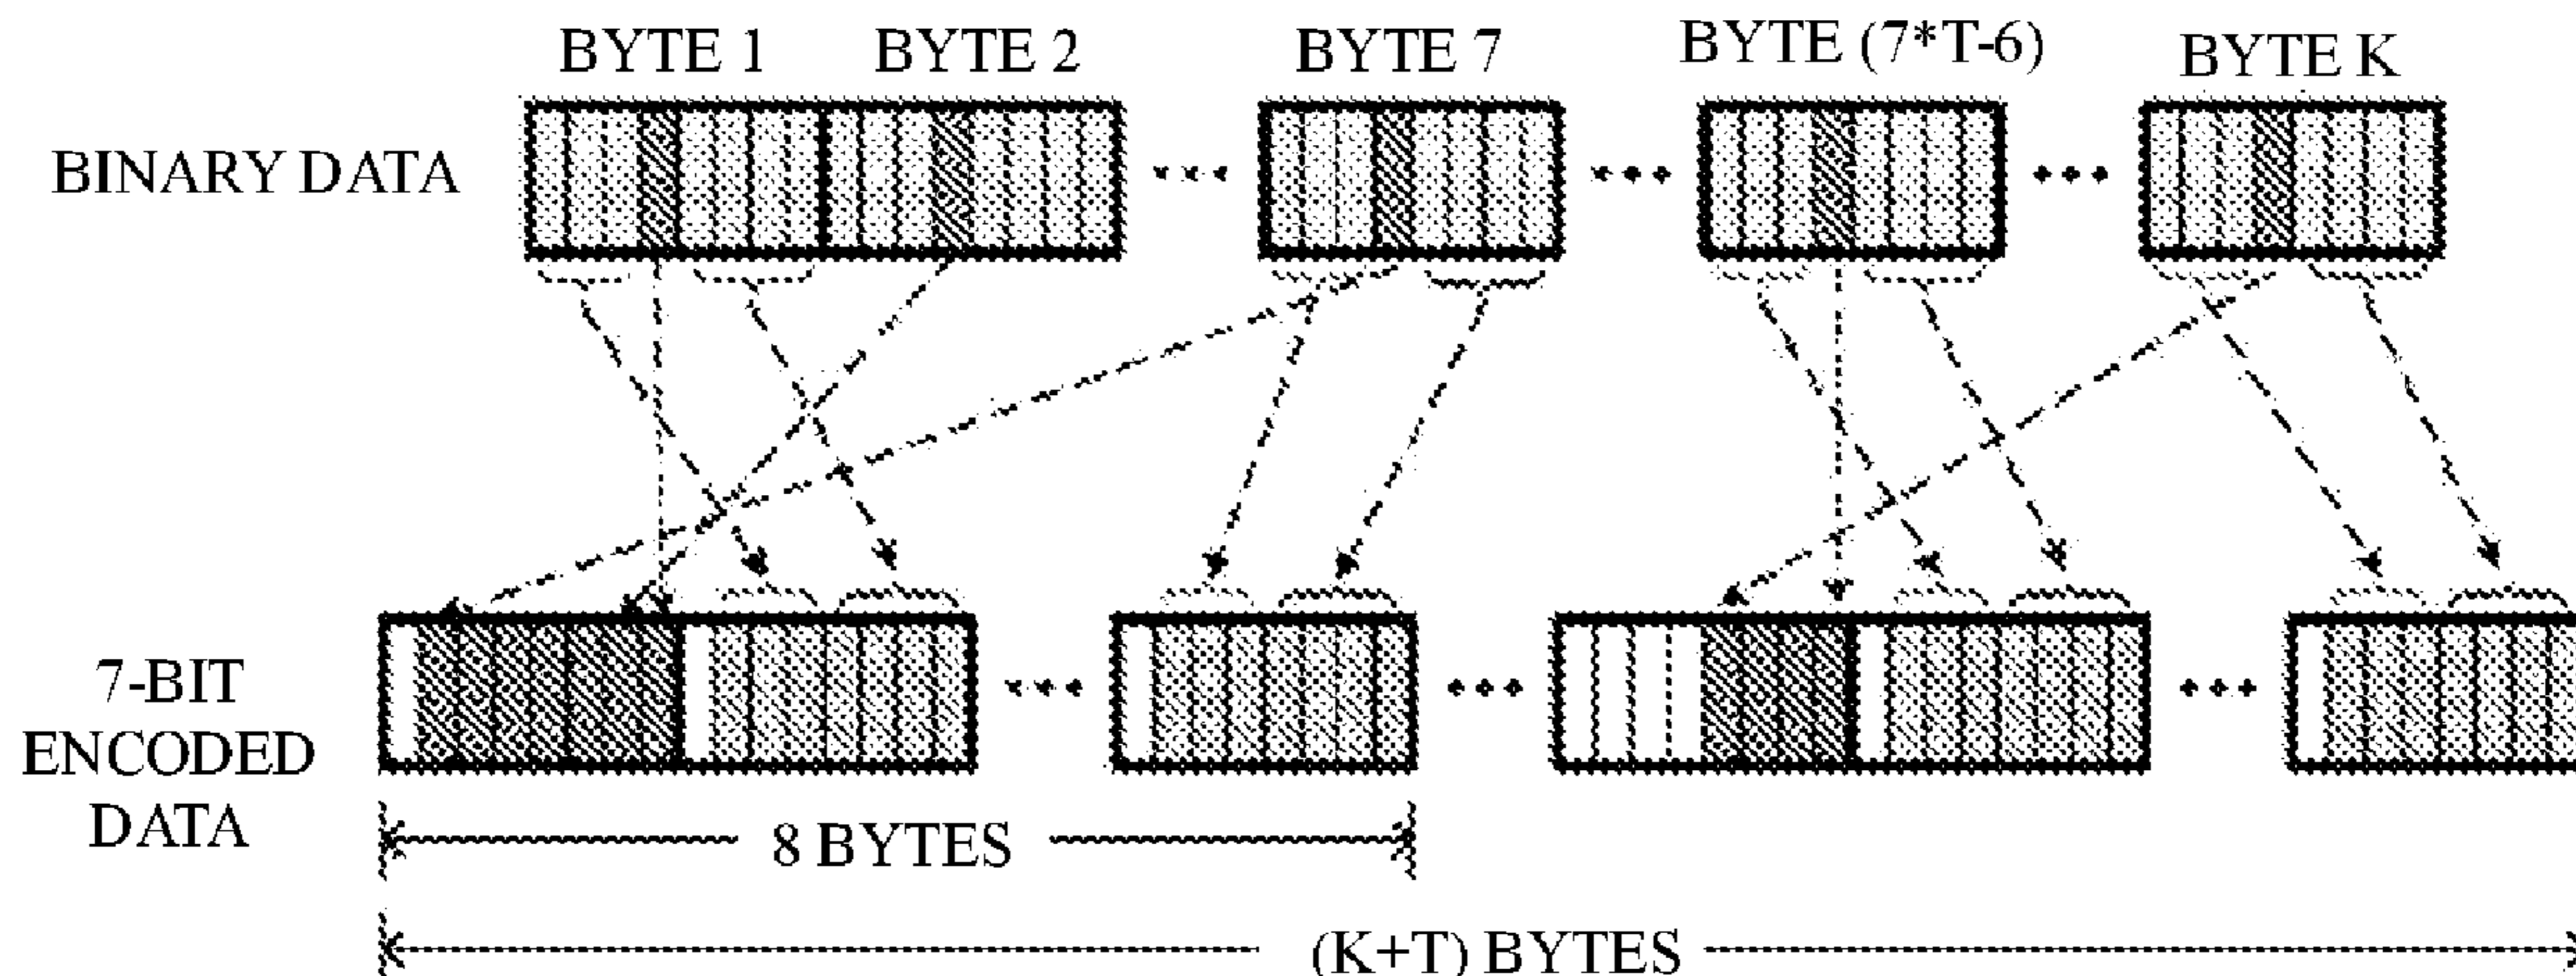 BYTE 1 BYTE 2 BYTE 7 BYTE (7*T-6) BYTE K
BINARY DATA
7-BIT
ENCODED
DATA
8 BYTES
(K+T) BYTES